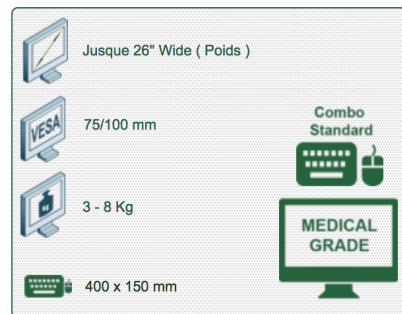 Jusque 26" Wide ( Poids )
VESA
75/100 mm
3 - 8 Kg
400 x 150 mm
Combo
Standard
MEDICAL
GRADE